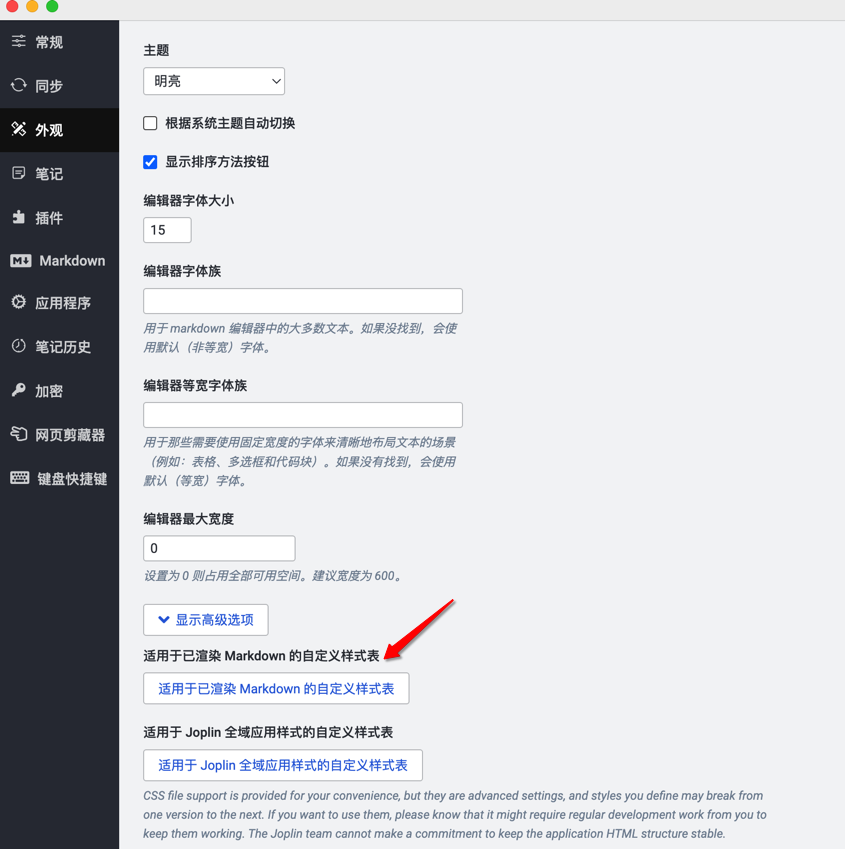 常规
同步
外观
笔记
插件
Markdown
应用程序
笔记历史
加密
网页剪藏器
键盘快捷键
主题
明亮
根据系统主题自动切换
显示排序方法按钮
编辑器字体大小
15
编辑器字体族
用于 markdown 编辑器中的大多数文本。如果没找到，会使
用默认（非等宽）字体。
编辑器等宽字体族
用于那些需要使用固定宽度的字体来清晰地布局文本的场景
（例如：表格、多选框和代码块）。如果没有找到，会使用
默认（等宽）字体。
编辑器最大宽度
0
设置为 0 则占用全部可用空间。建议宽度为 600。
显示高级选项
适用于已渲染 Markdown 的自定义样式表
适用于已渲染 Markdown 的自定义样式表
适用于 Joplin 全域应用样式的自定义样式表
适用于 Joplin 全域应用样式的自定义样式表
CSS file support is provided for your convenience, but they are advanced settings, and styles you define may break from
one version to the next. If you want to use them, please know that it might require regular development work from you to
keep them working. The Joplin team cannot make a commitment to keep the application HTML structure stable.